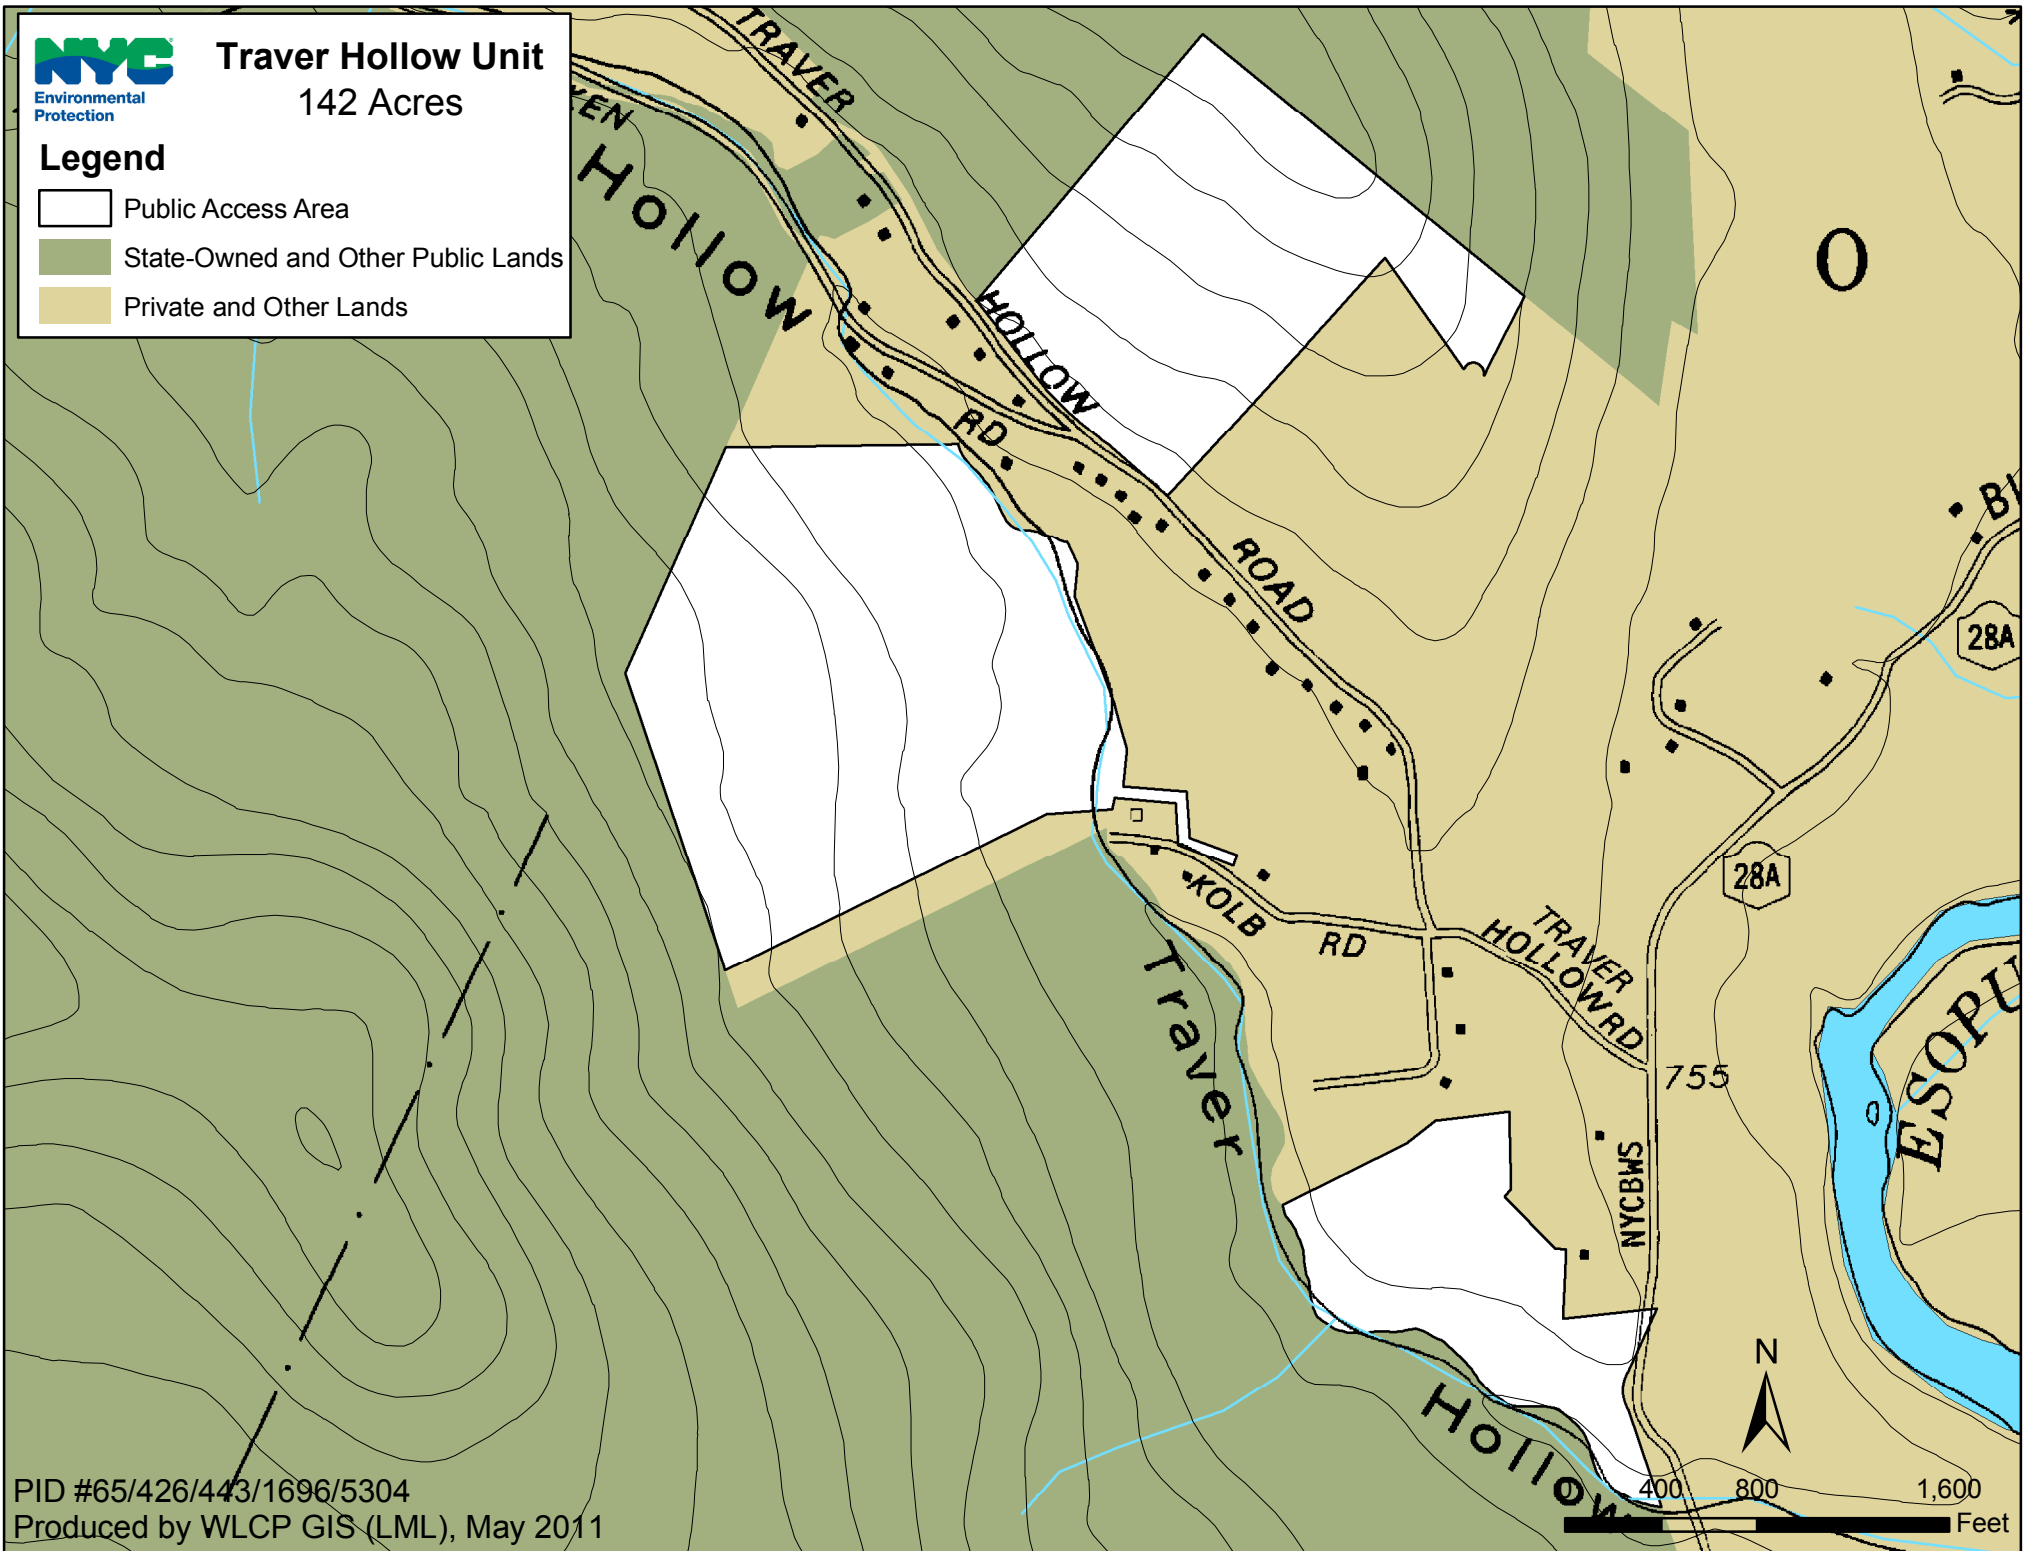 NYC
Environmental
Protection
Traver Hollow Unit
142 Acres
Legend
Public Access Area
State-Owned and Other Public Lands
Private and Other Lands
TRAVER
HOLLOW
ROAD
KEN
RD
Hollow
O
28A
28A
KOLB
RD
TRAVER
HOLLOW RD
755
NYCBWS
ESOPU
Traver
Hollow
N
0 400 800 1,600
Feet
PID #65/426/443/1696/5304
Produced by WLCP GIS (LML), May 2011